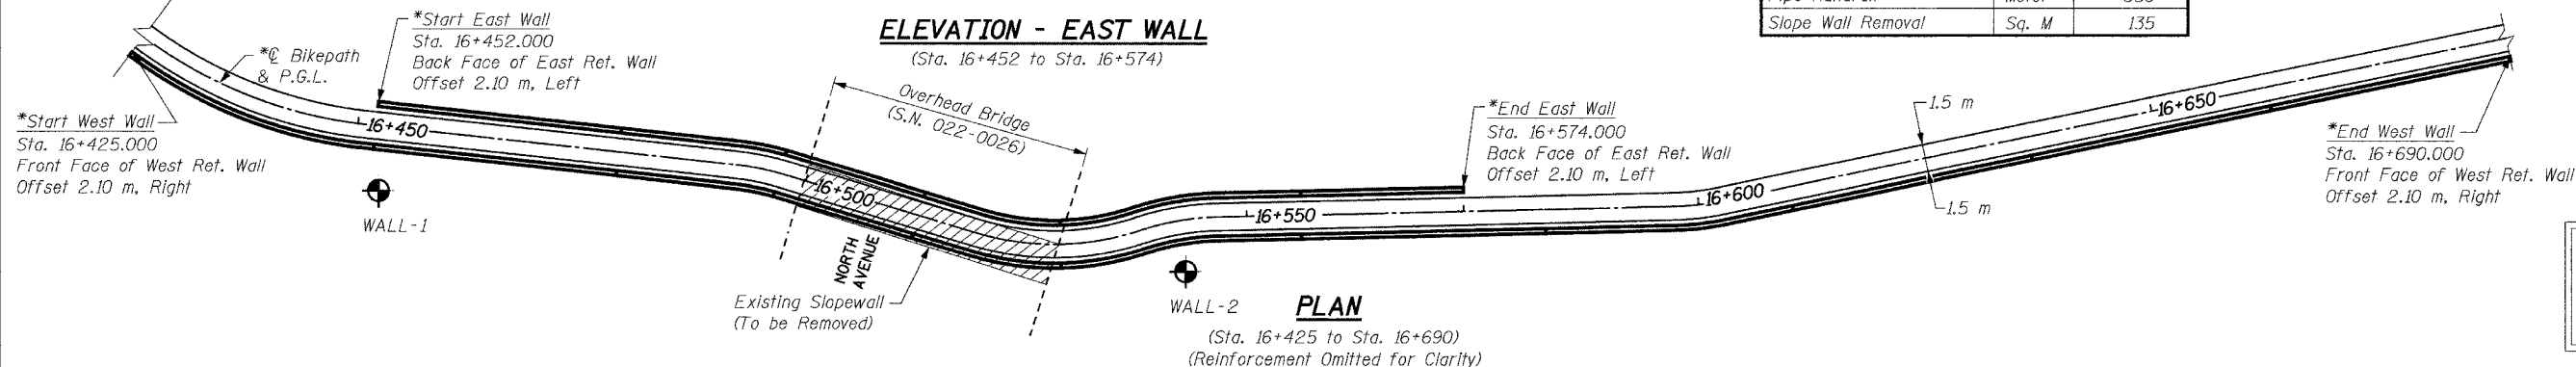 ELEVATION - EAST WALL
(Sta. 16+452 to Sta. 16+574)
Slope Wall Removal Sq. M 135
*Start East Wall
Sta. 16+452.000
Back Face of East Ret. Wall
Offset 2.10 m, Left
*℄ Bikepath
& P.G.L.
*Start West Wall
Sta. 16+425.000
Front Face of West Ret. Wall
Offset 2.10 m, Right
16+450
WALL-1
Overhead Bridge
(S.N. 022-0026)
16+500
NORTH
AVENUE
Existing Slopewall
(To be Removed)
*End East Wall
Sta. 16+574.000
Back Face of East Ret. Wall
Offset 2.10 m, Left
16+550
WALL-2
16+600
1.5 m
1.5 m
16+650
*End West Wall
Sta. 16+690.000
Front Face of West Ret. Wall
Offset 2.10 m, Right
PLAN
(Sta. 16+425 to Sta. 16+690)
(Reinforcement Omitted for Clarity)